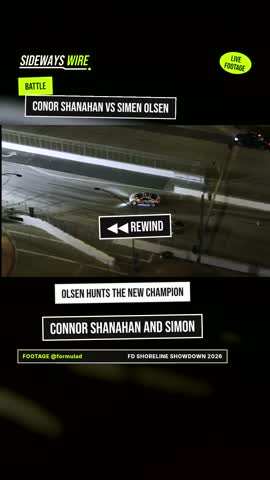 SIDEWAYS WIRE.
LIVE
FOOTAGE
BATTLE
CONOR SHANAHAN VS SIMEN OLSEN
REWIND
OLSEN HUNTS THE NEW CHAMPION
CONNOR SHANAHAN AND SIMON
FOOTAGE @formulad
FD SHORELINE SHOWDOWN 2026